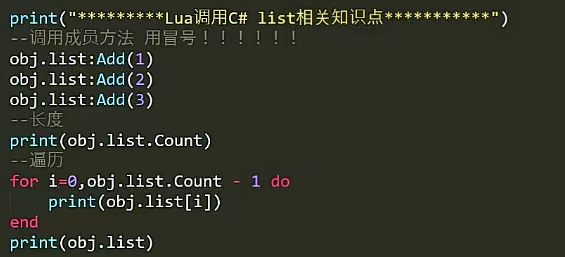 print("*********Lua调用C# list相关知识点***********")
--调用成员方法 用冒号！！！！！！
obj.list:Add(1)
obj.list:Add(2)
obj.list:Add(3)
--长度
print(obj.list.Count)
--遍历
for i=0,obj.list.Count - 1 do
    print(obj.list[i])
end
print(obj.list)